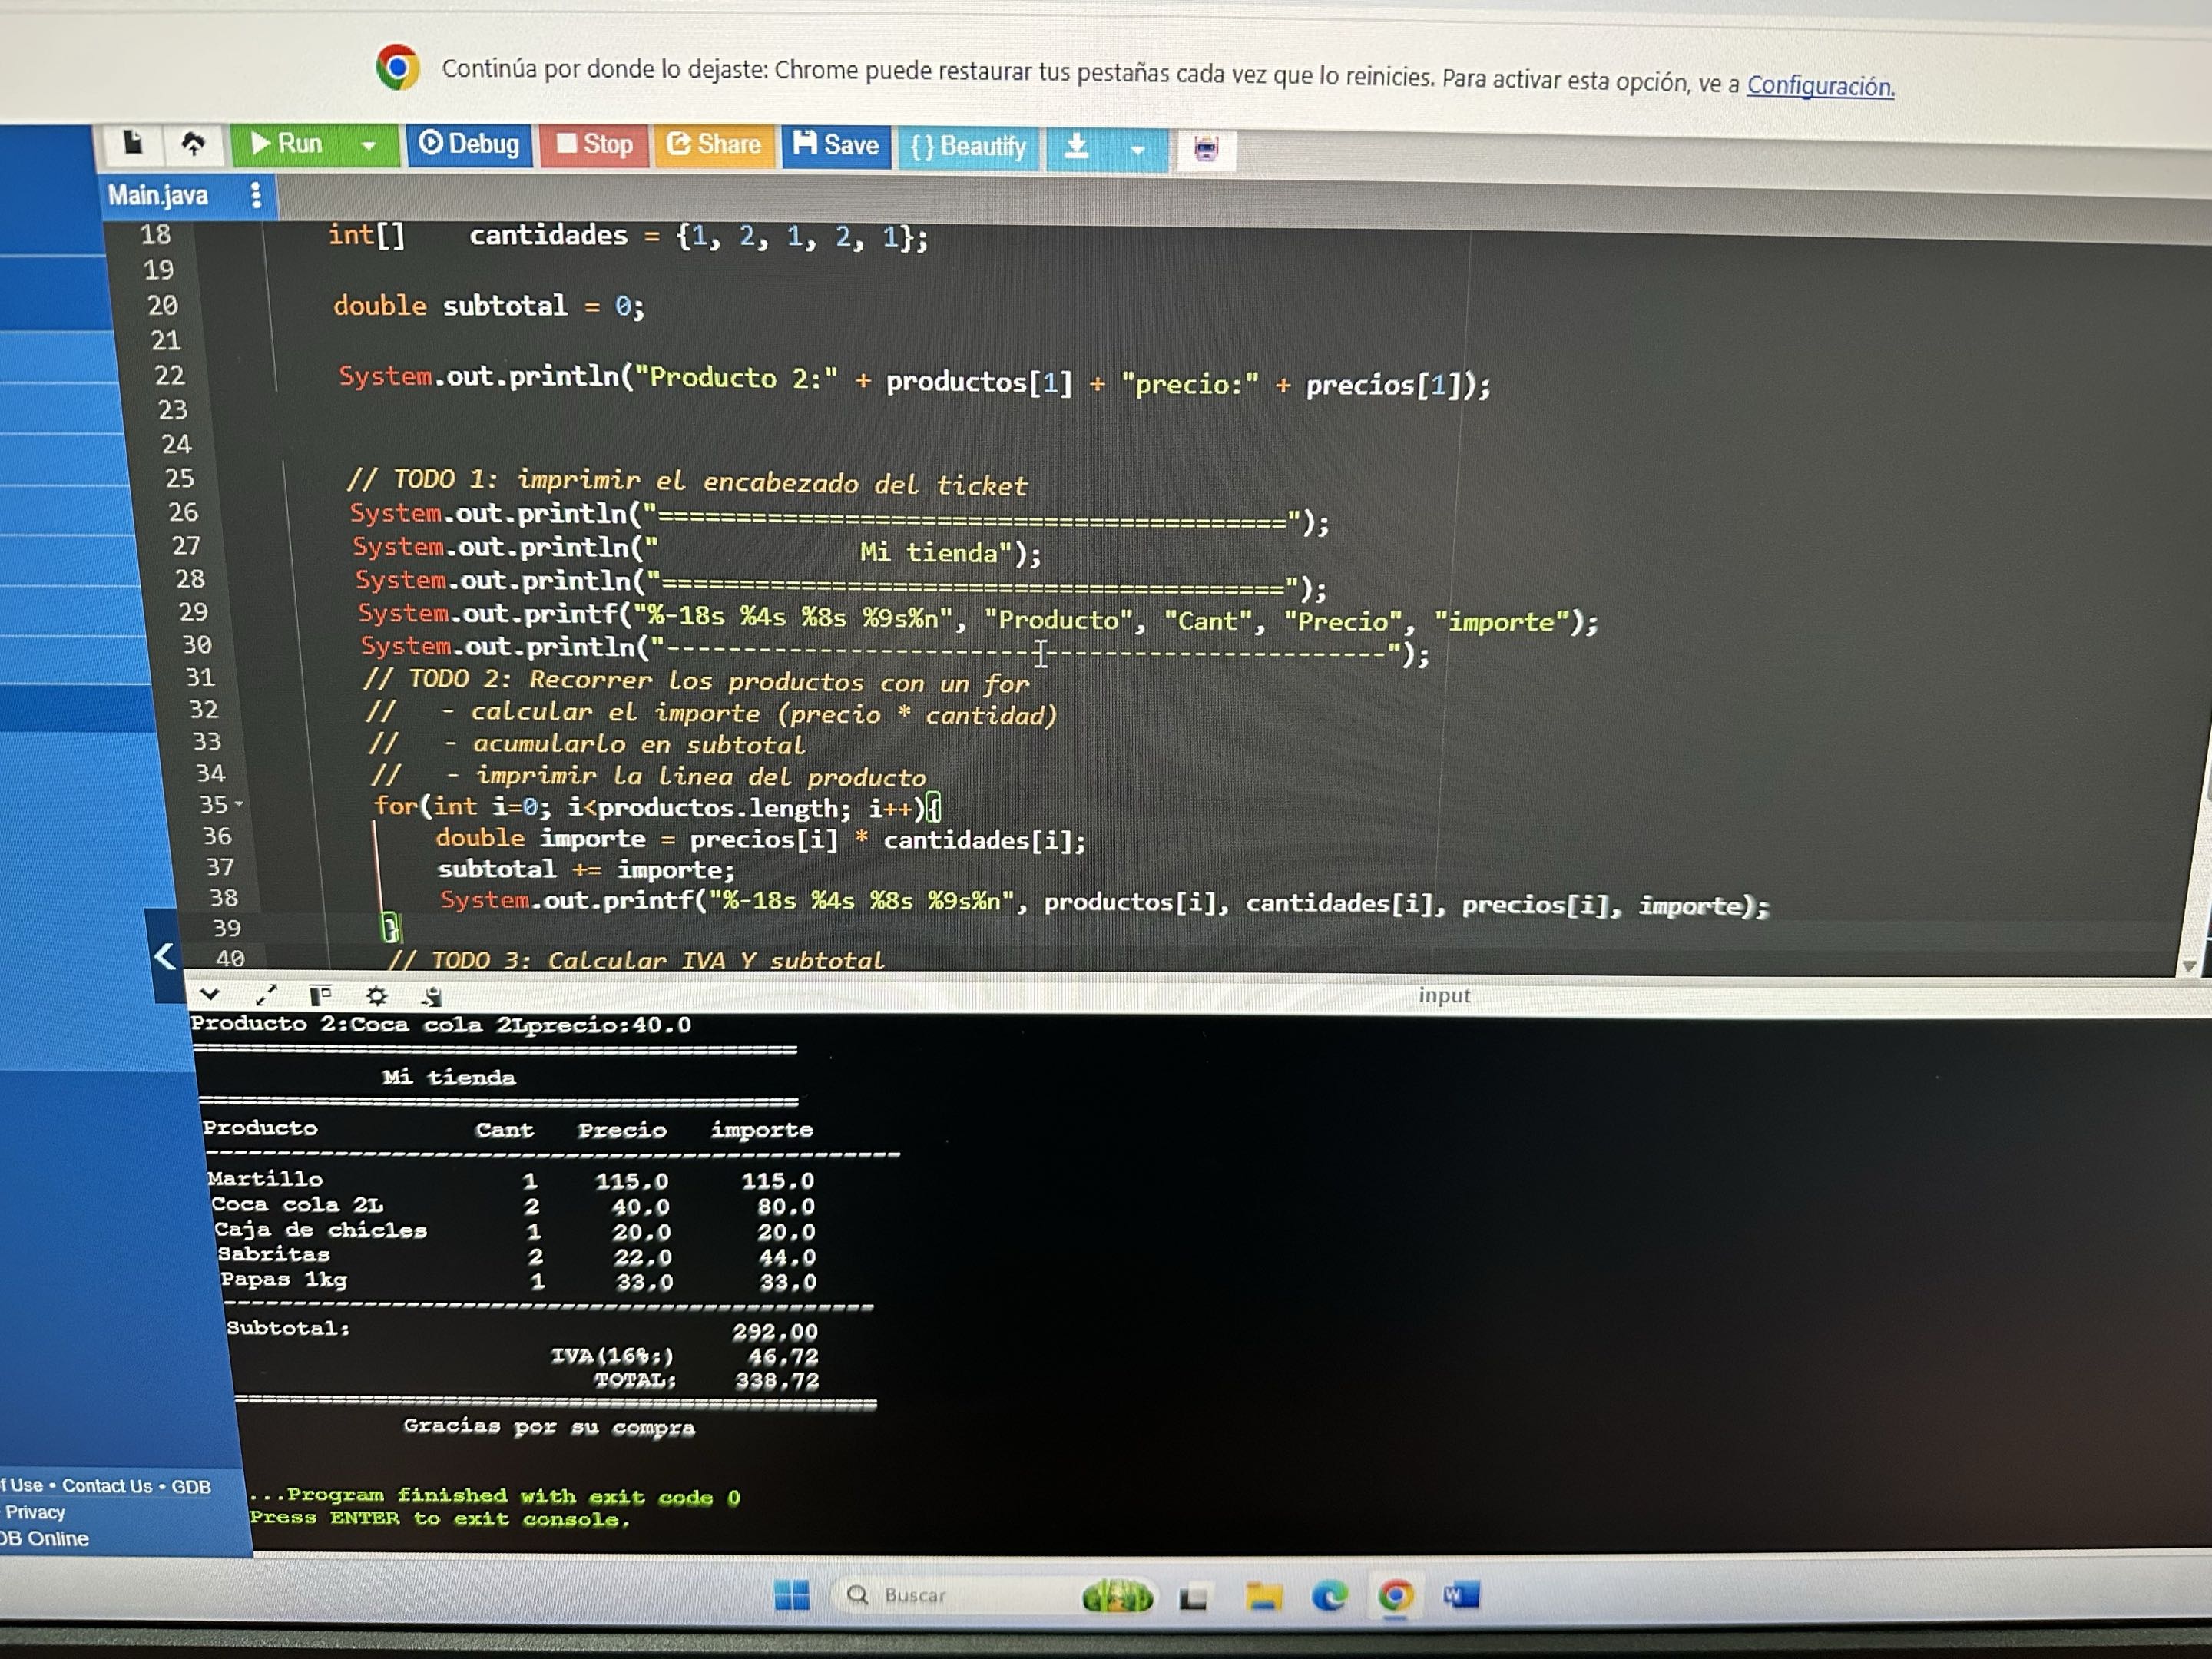 Continúa por donde lo dejaste: Chrome puede restaurar tus pestañas cada vez que lo reinicies. Para activar esta opción, ve a Configuración.
Run Debug Stop Share Save {} Beautify
Main.java
18 int[] cantidades = {1, 2, 1, 2, 1};
19
20 double subtotal = 0;
21
22 System.out.println("Producto 2:" + productos[1] + "precio:" + precios[1]);
23
24
25 // TODO 1: imprimir el encabezado del ticket
26 System.out.println("========================================");
27 System.out.println("             Mi tienda");
28 System.out.println("========================================");
29 System.out.printf("%-18s %4s %8s %9s%n", "Producto", "Cant", "Precio", "importe");
30 System.out.println("-----------------------------------------------");
31 // TODO 2: Recorrer los productos con un for
32 //   - calcular el importe (precio * cantidad)
33 //   - acumularlo en subtotal
34 //   - imprimir la linea del producto
35 for(int i=0; i<productos.length; i++){
36 double importe = precios[i] * cantidades[i];
37 subtotal += importe;
38 System.out.printf("%-18s %4s %8s %9s%n", productos[i], cantidades[i], precios[i], importe);
39 }
40 // TODO 3: Calcular IVA Y subtotal
input
Producto 2:Coca cola 2Lprecio:40.0
========================================
Mi tienda
========================================
Producto Cant Precio importe
-----------------------------------------------
Martillo 1 115.0 115.0
Coca cola 2L 2 40.0 80.0
Caja de chicles 1 20.0 20.0
Sabritas 2 22.0 44.0
Papas 1kg 1 33.0 33.0
---------------------------------------------
Subtotal: 292.00
IVA(16%:) 46.72
TOTAL: 338.72
=============================================
Gracias por su compra
...Program finished with exit code 0
Press ENTER to exit console.
f Use • Contact Us • GDB
Privacy
DB Online
Buscar